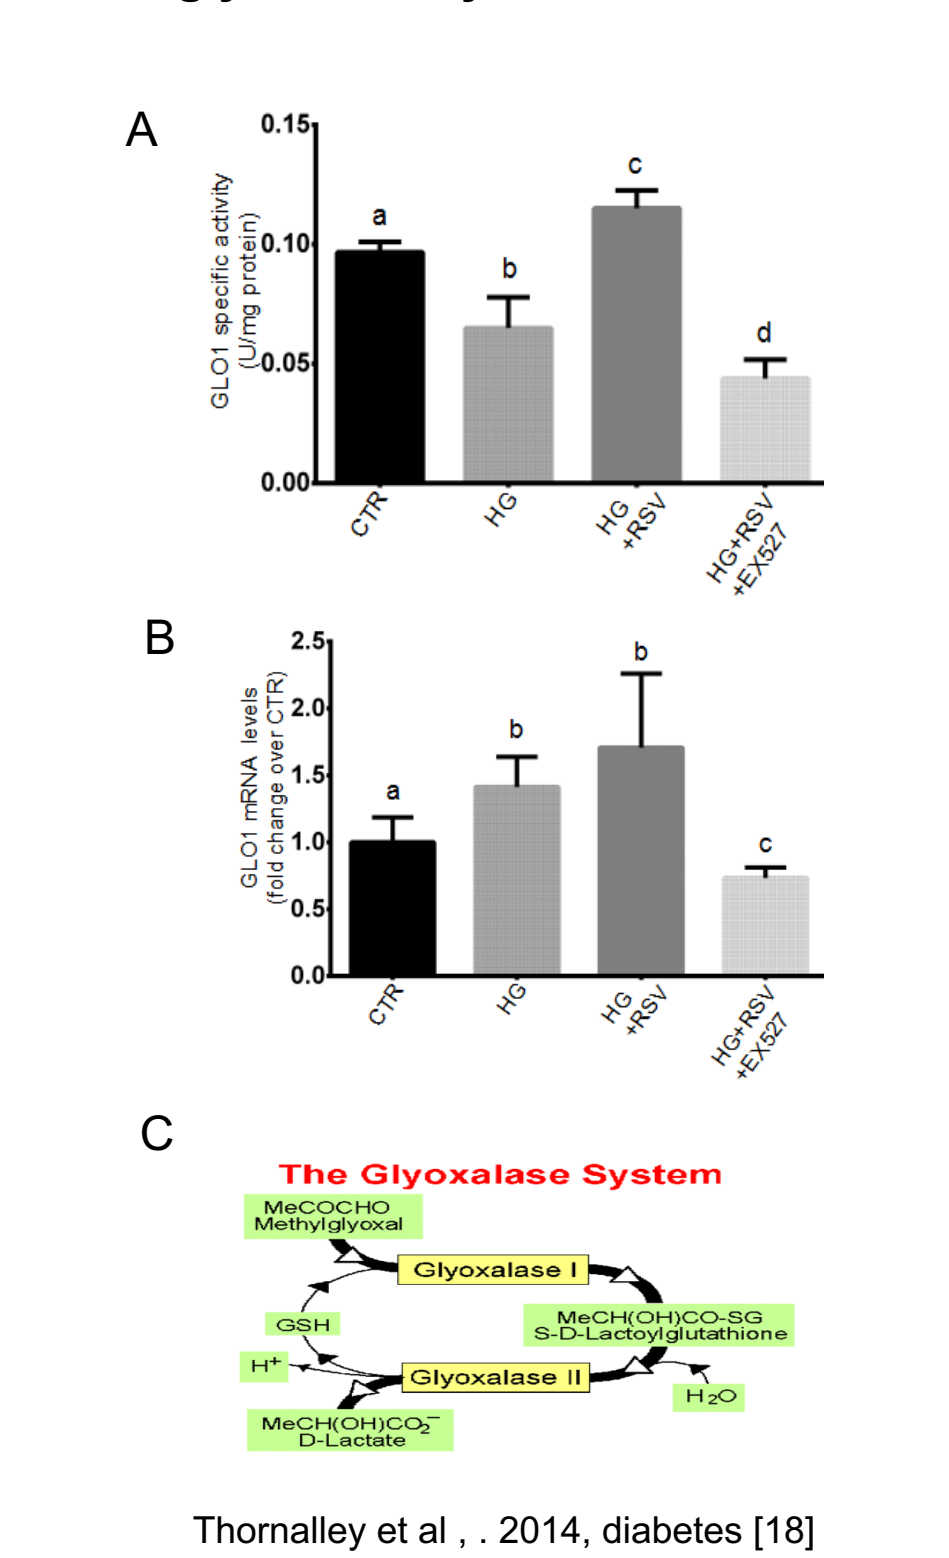 A
0.15
0.10
0.05
0.00
GLO1 specific activity
(U/mg protein)
a
b
c
d
CTR
HG
HG
+RSV
HG+RSV
+EX527
B
2.5
2.0
1.5
1.0
0.5
0.0
GLO1 mRNA levels
(fold change over CTR)
a
b
b
c
CTR
HG
HG
+RSV
HG+RSV
+EX527
C
The Glyoxalase System
MeCOCHO
Methylglyoxal
Glyoxalase I
MeCH(OH)CO-SG
S-D-Lactoylglutathione
GSH
H+
Glyoxalase II
H2O
MeCH(OH)CO2−
D-Lactate
Thornalley et al , . 2014, diabetes [18]